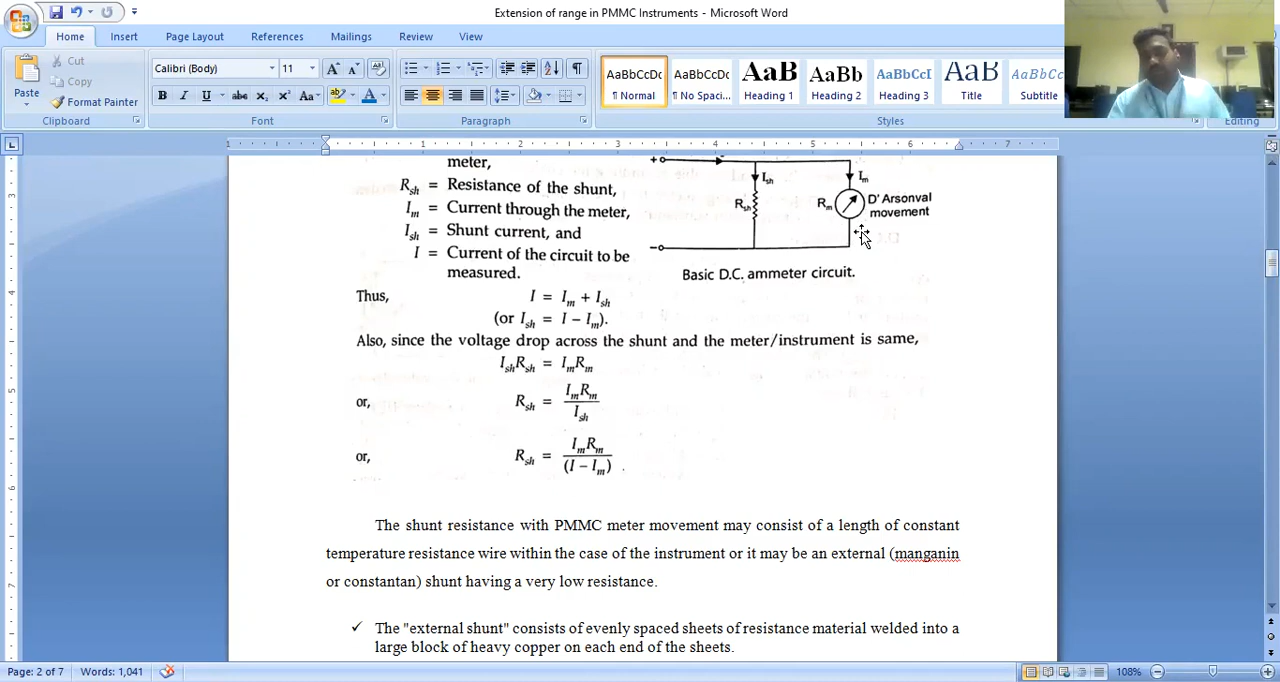 Extension of range in PMMC Instruments - Microsoft Word
Home Insert Page Layout References Mailings Review View
Cut
Copy
Format Painter
Paste
Clipboard
Calibri (Body) 11
Font
Paragraph
AaBbCcDc AaBbCcDc AaB AaBbCc AaBbCcI AaB AaBbCc
¶ Normal ¶ No Spaci... Heading 1 Heading 2 Heading 3 Title Subtitle
Styles
Editing
1 1 2 3 4 5 6 7
meter,
Rsh = Resistance of the shunt,
Im = Current through the meter,
Ish = Shunt current, and
I = Current of the circuit to be
measured.
+
Ish Im
Rsh Rm D' Arsonval
movement
−
Basic D.C. ammeter circuit.
Thus, I = Im + Ish
(or Ish = I − Im).
Also, since the voltage drop across the shunt and the meter/instrument is same,
IshRsh = ImRm
or, Rsh = ImRm / Ish
or, Rsh = ImRm / (I − Im) .
The shunt resistance with PMMC meter movement may consist of a length of constant
temperature resistance wire within the case of the instrument or it may be an external (manganin
or constantan) shunt having a very low resistance.
✓ The "external shunt" consists of evenly spaced sheets of resistance material welded into a
large block of heavy copper on each end of the sheets.
Page: 2 of 7 Words: 1,041 108%